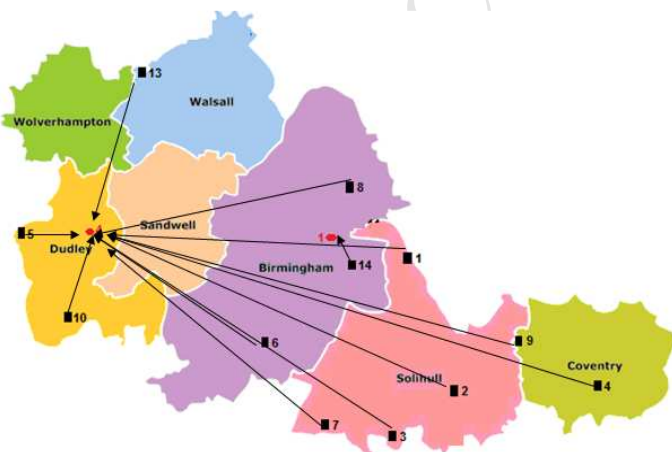 13
Walsall
Wolverhampton
8
Sandwell
5
Dudley
1
Birmingham
14
1
10
6
9
Coventry
Solihull
2
4
7
3